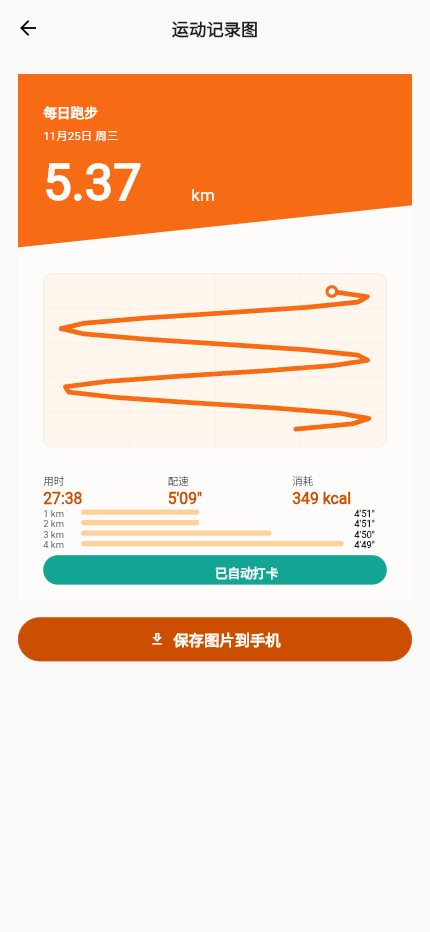 运动记录图
每日跑步
11月25日 周三
5.37 km
用时 配速 消耗
27:38 5'09" 349 kcal
1 km 4'51"
2 km 4'51"
3 km 4'50"
4 km 4'49"
已自动打卡
保存图片到手机